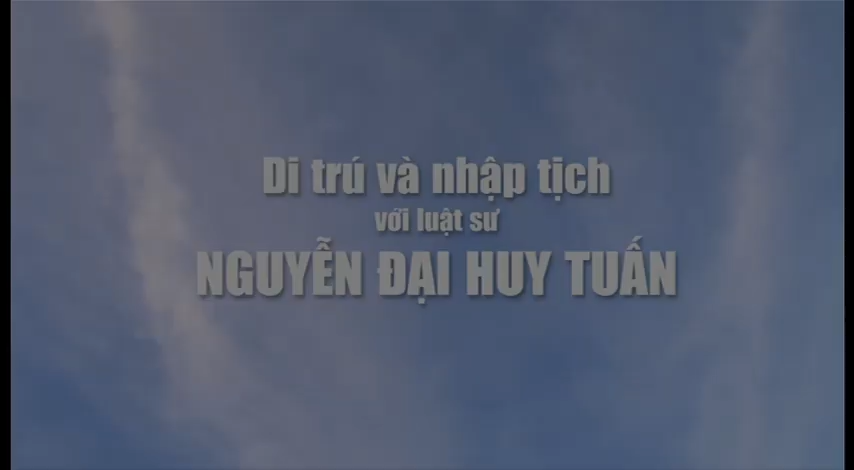 Di trú và nhập tịch
với luật sư
NGUYỄN ĐẠI HUY TUẤN